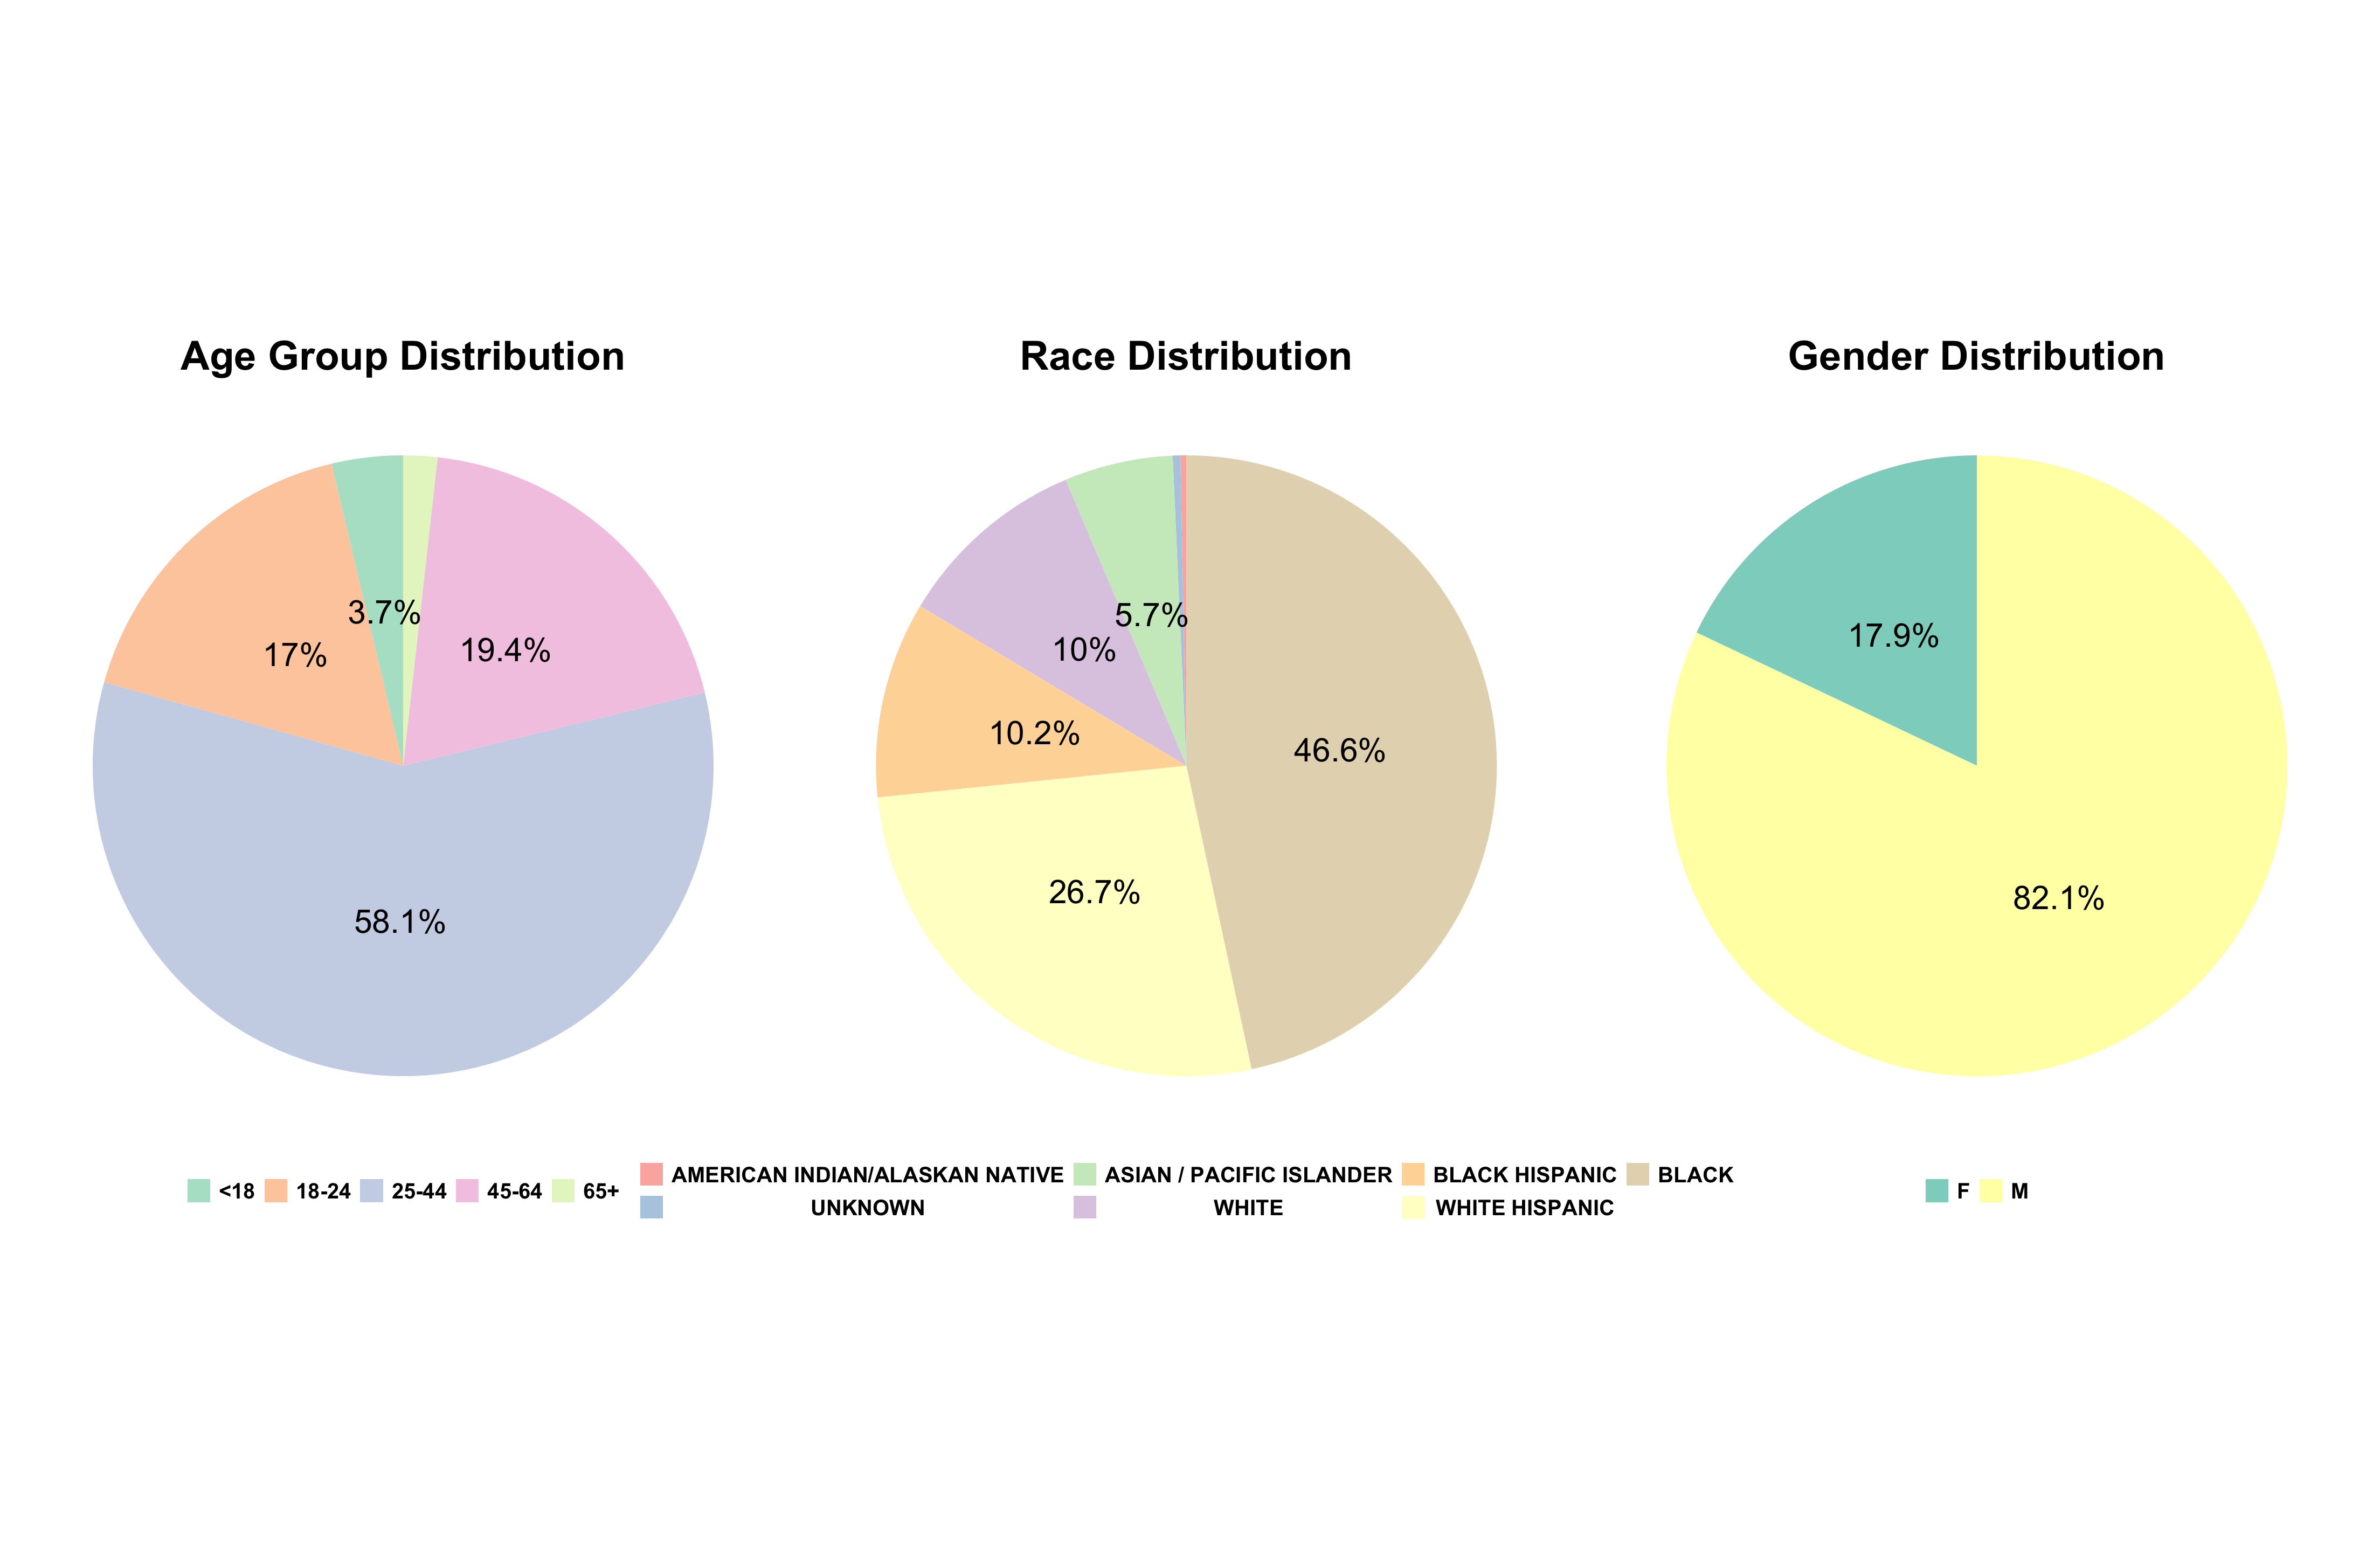 Age Group Distribution
3.7%
17%
19.4%
58.1%
<18 18-24 25-44 45-64 65+
Race Distribution
5.7%
10%
10.2%
46.6%
26.7%
AMERICAN INDIAN/ALASKAN NATIVE ASIAN / PACIFIC ISLANDER BLACK HISPANIC BLACK
UNKNOWN WHITE WHITE HISPANIC
Gender Distribution
17.9%
82.1%
F M